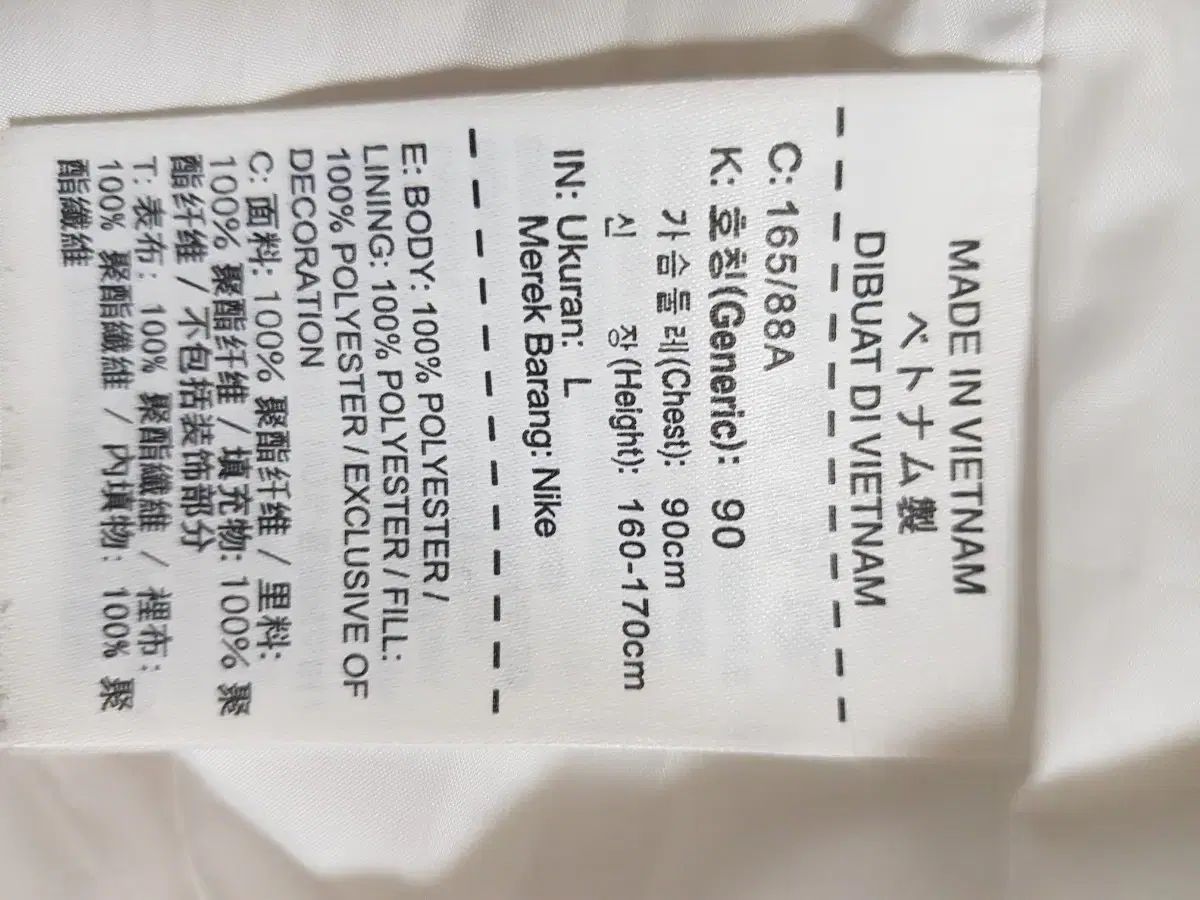 MADE IN VIETNAM
ベトナム製
DIBUAT DI VIETNAM
C: 165/88A
K: 호칭(Generic): 90
가슴둘레(Chest): 90cm
신 장(Height): 160-170cm
IN: Ukuran: L
Merek Barang: Nike
E: BODY: 100% POLYESTER /
LINING: 100% POLYESTER / FILL:
100% POLYESTER / EXCLUSIVE OF
DECORATION
C: 面料: 100% 聚酯纤维 / 里料:
100% 聚酯纤维 / 填充物: 100% 聚
酯纤维 / 不包括装饰部分
T: 表布: 100% 聚酯纖維 / 裡布:
100% 聚酯纖維 / 內填物: 100% 聚
酯纖維